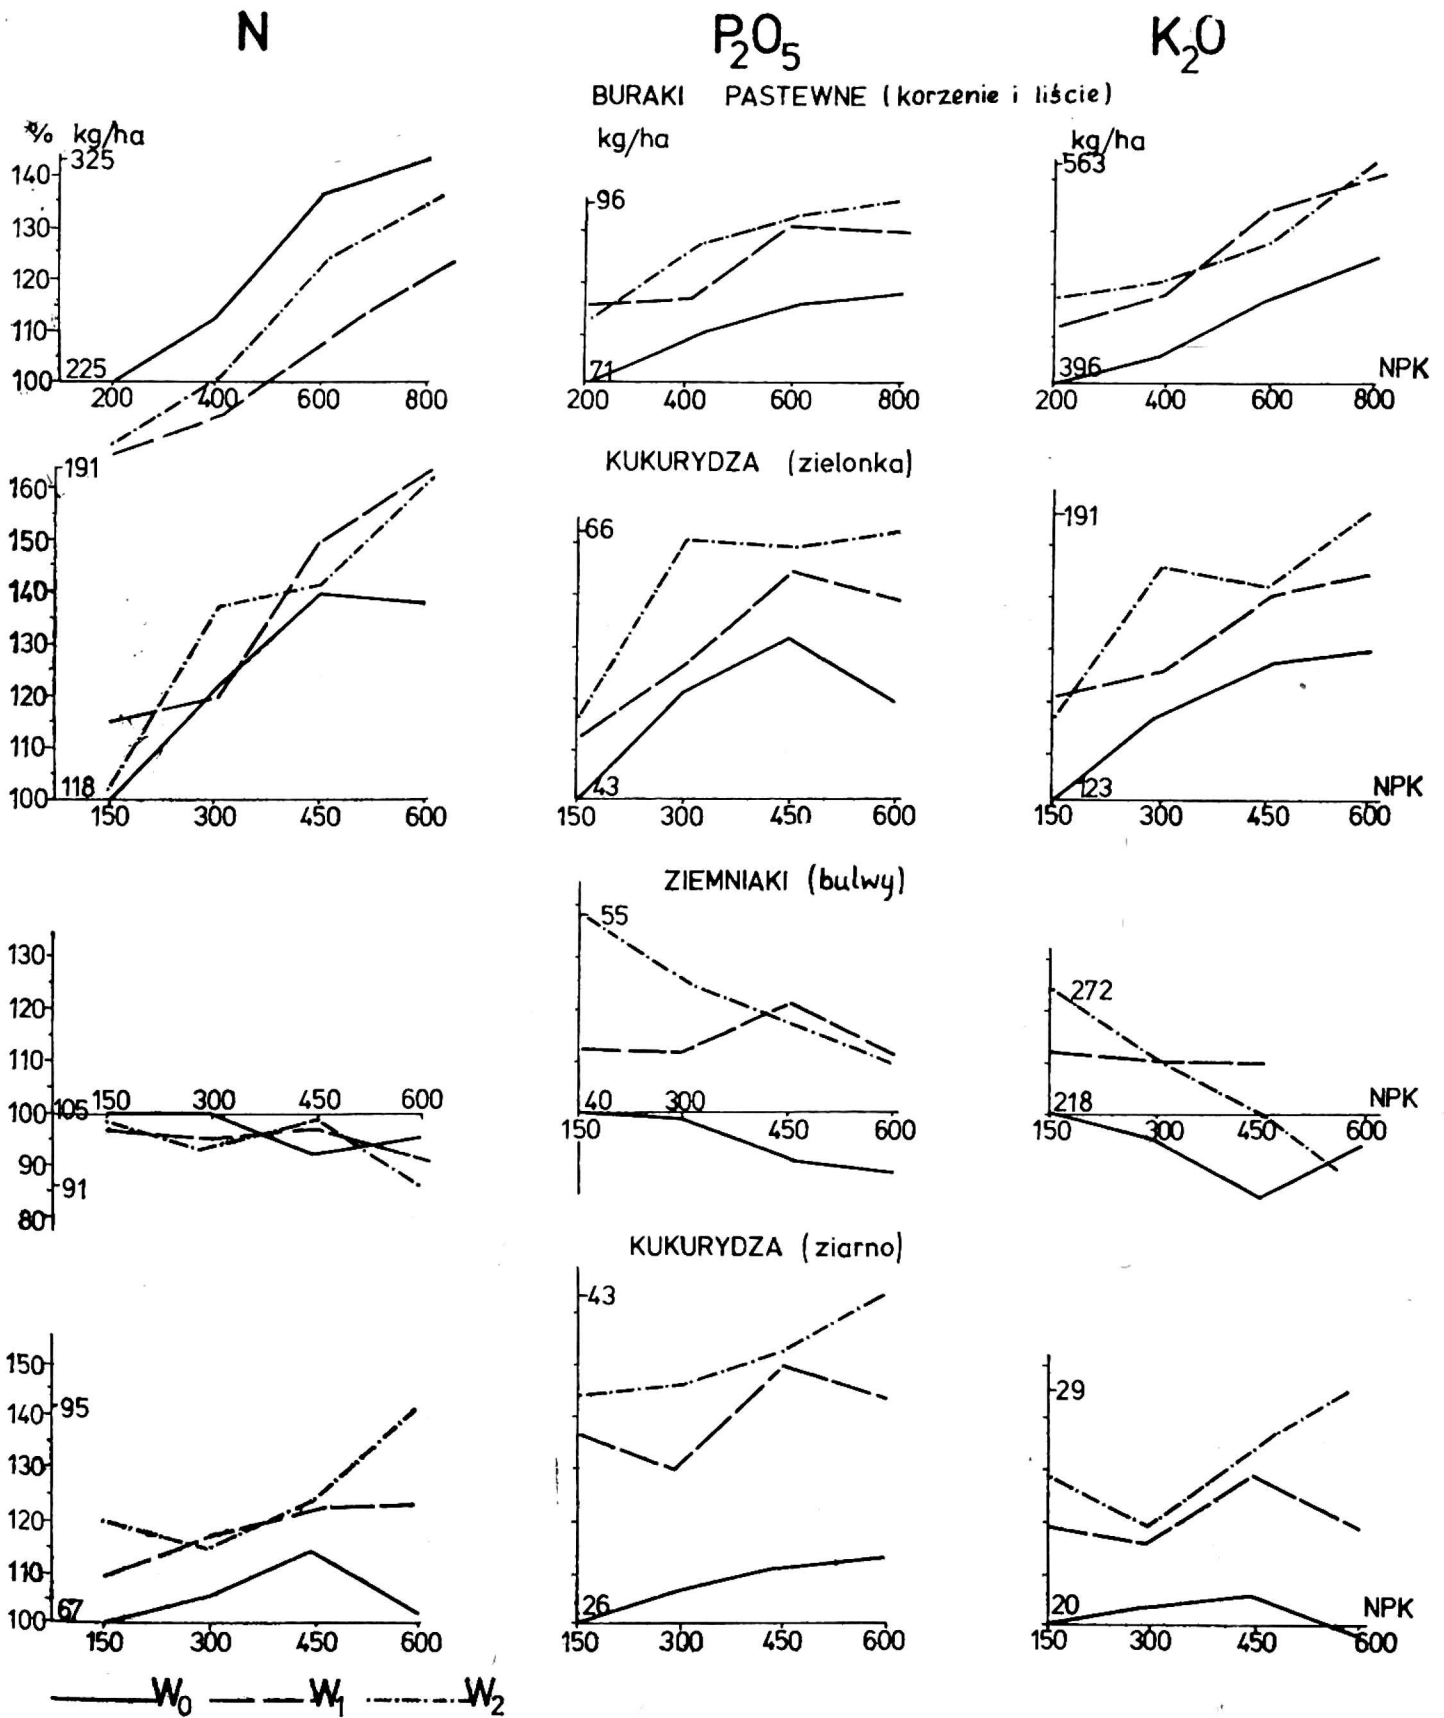 N P₂O₅ K₂O
BURAKI PASTEWNE (korzenie i liście)
% kg/ha kg/ha kg/ha
325 96 563
140
130
120
110
100 225 71 396 NPK
200 400 600 800 200 400 600 800 200 400 600 800
KUKURYDZA (zielonka)
191 66 191
160
150
140
130
120
110
100 118 43 123 NPK
150 300 450 600 150 300 450 600 150 300 450 600
ZIEMNIAKI (bulwy)
55 272
130
120
110
150 300 450 600 40 300 218 NPK
100 105 150 450 600 150 300 450 600
90
91
80
KUKURYDZA (ziarno)
43 29
150
95
140
130
120
110
100 67 26 20 NPK
150 300 450 600 150 300 450 600 150 300 450 600
W₀ W₁ W₂